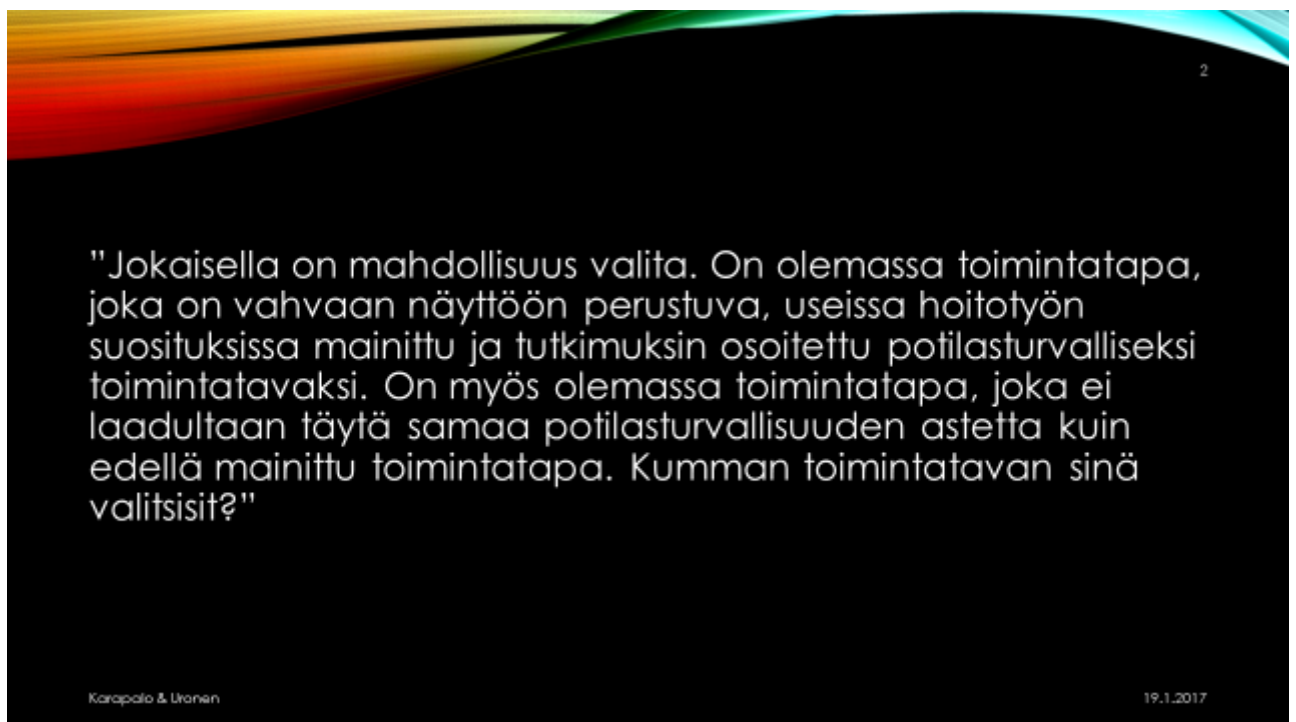 2
”Jokaisella on mahdollisuus valita. On olemassa toimintatapa,
joka on vahvaan näyttöön perustuva, useissa hoitotyön
suosituksissa mainittu ja tutkimuksin osoitettu potilasturvalliseksi
toimintatavaksi. On myös olemassa toimintatapa, joka ei
laadultaan täytä samaa potilasturvallisuuden astetta kuin
edellä mainittu toimintatapa. Kumman toimintatavan sinä
valitsisit?”
Karapalo & Uronen
19.1.2017